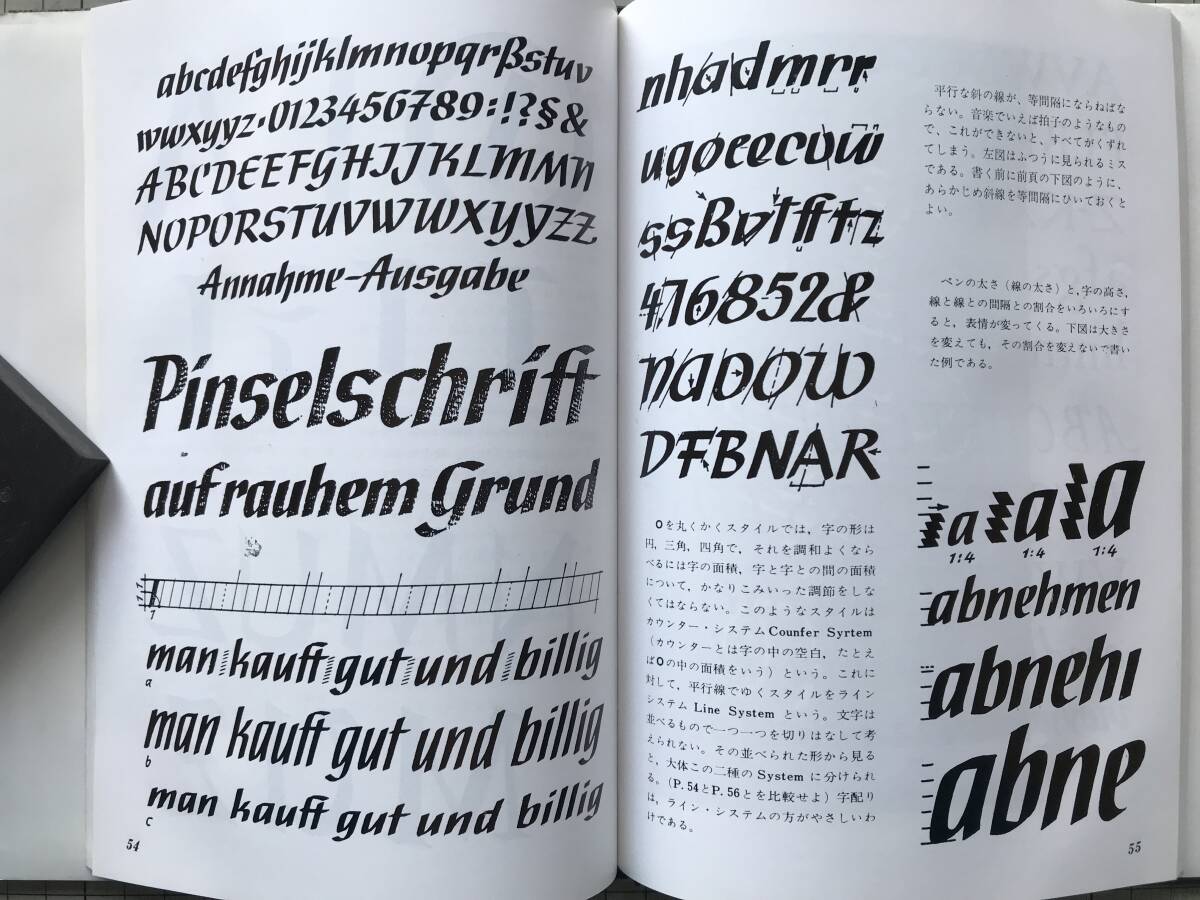 abcdefghijklmnopqrßstuv
wwxyyz·0123456789:!?§&
ABCDEEFGHIJKLMMN
NOPQRSTUVWWXYYZZ
Annahme-Ausgabe
Pinselschrift
auf rauhem Grund
man kauft gut und billig
a
man kauft gut und billig
b
man kauft gut und billig
c
54
nhadmrr
ugøeecvüw
ssBvtfftz
4716852&
naDOW
DFBNAR
Oを丸くかくスタイルでは,字の形は
円,三角,四角で,それを調和よくなら
べるには字の面積,字と字との間の面積
について,かなりこみいった調節をしな
くてはならない。このようなスタイルは
カウンター・システムCounfer Syrtem
(カウンターとは字の中の空白,たとえ
ばOの中の面積をいう)という。これに
対して,平行線でゆくスタイルをライン
システム Line System という。文字は
並べるもので一つ一つを切りはなして考
えられない。その並べられた形から見る
と,大体この二種の System に分けられ
る。(P.54とP.56とを比較せよ)字配り
は,ライン・システムの方がやさしいわ
けである。
平行な斜の線が、等間隔にならねばな
らない。音楽でいえば拍子のようなもの
で、これができないと、すべてがくずれ
てしまう。左図はふつうに見られるミス
である。書く前に前頁の下図のように、
あらかじめ斜線を等間隔にひいておくと
よい。
ペンの太さ(線の太さ)と,字の高さ,
線と線との間隔との割合をいろいろにす
ると,表情が変ってくる。下図は大きさ
を変えても,その割合を変えないで書い
た例である。
a a a
1:4 1:4 1:4
abnehmen
abnehı
abne
55